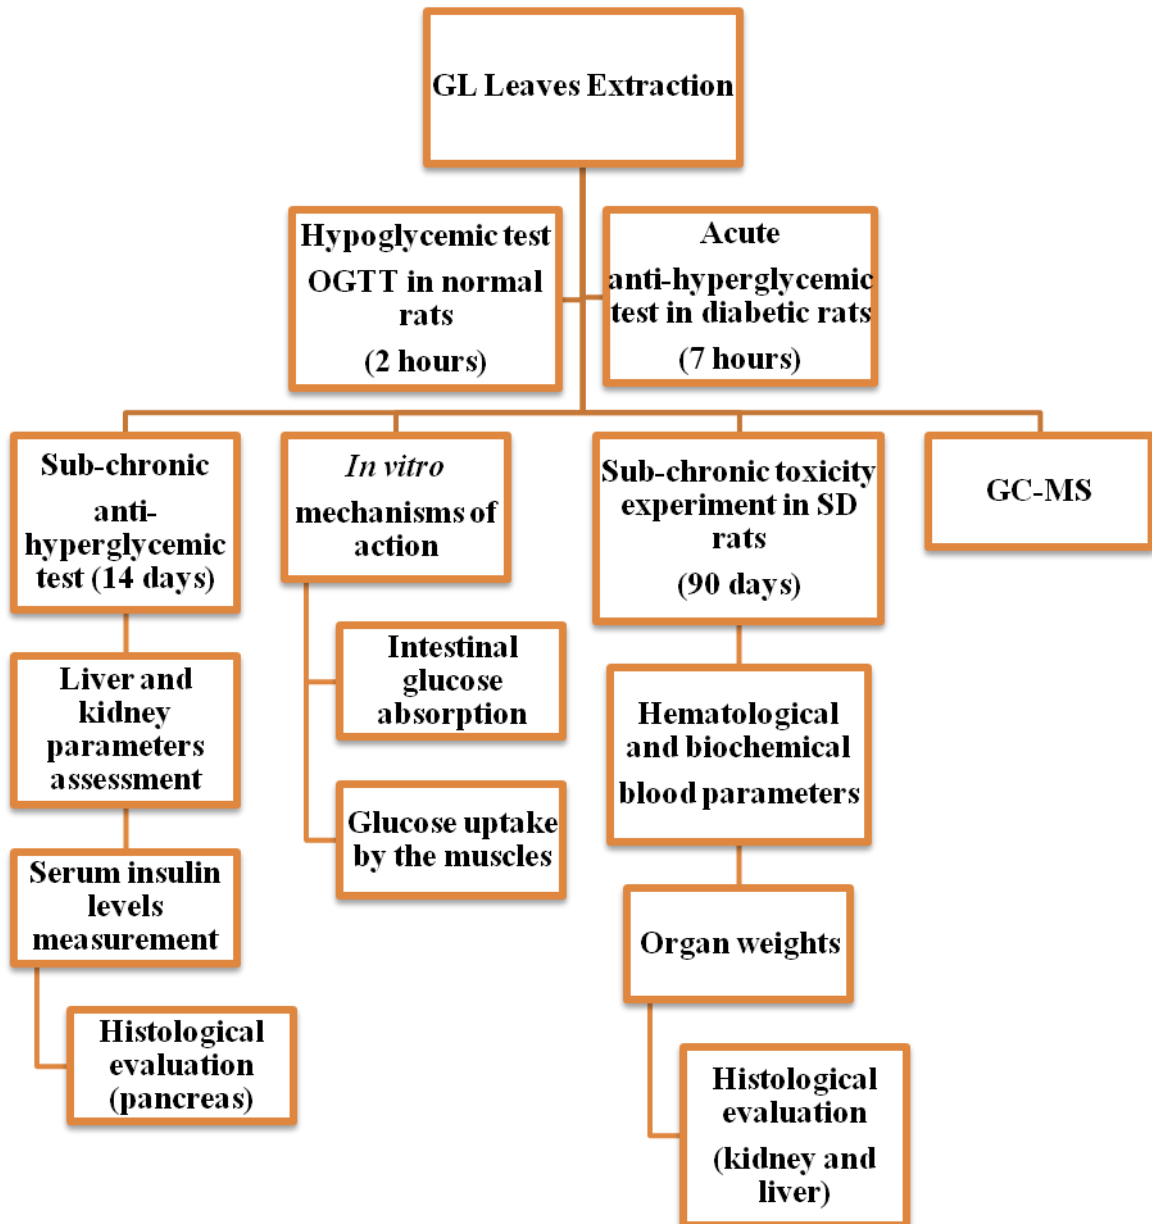 GL Leaves Extraction
Hypoglycemic test
OGTT in normal
rats
(2 hours)
Acute
anti-hyperglycemic
test in diabetic rats
(7 hours)
Sub-chronic
anti-
hyperglycemic
test (14 days)
In vitro
mechanisms of
action
Sub-chronic toxicity
experiment in SD
rats
(90 days)
GC-MS
Liver and
kidney
parameters
assessment
Intestinal
glucose
absorption
Hematological
and biochemical
blood parameters
Glucose uptake
by the muscles
Serum insulin
levels
measurement
Organ weights
Histological
evaluation
(pancreas)
Histological
evaluation
(kidney and
liver)